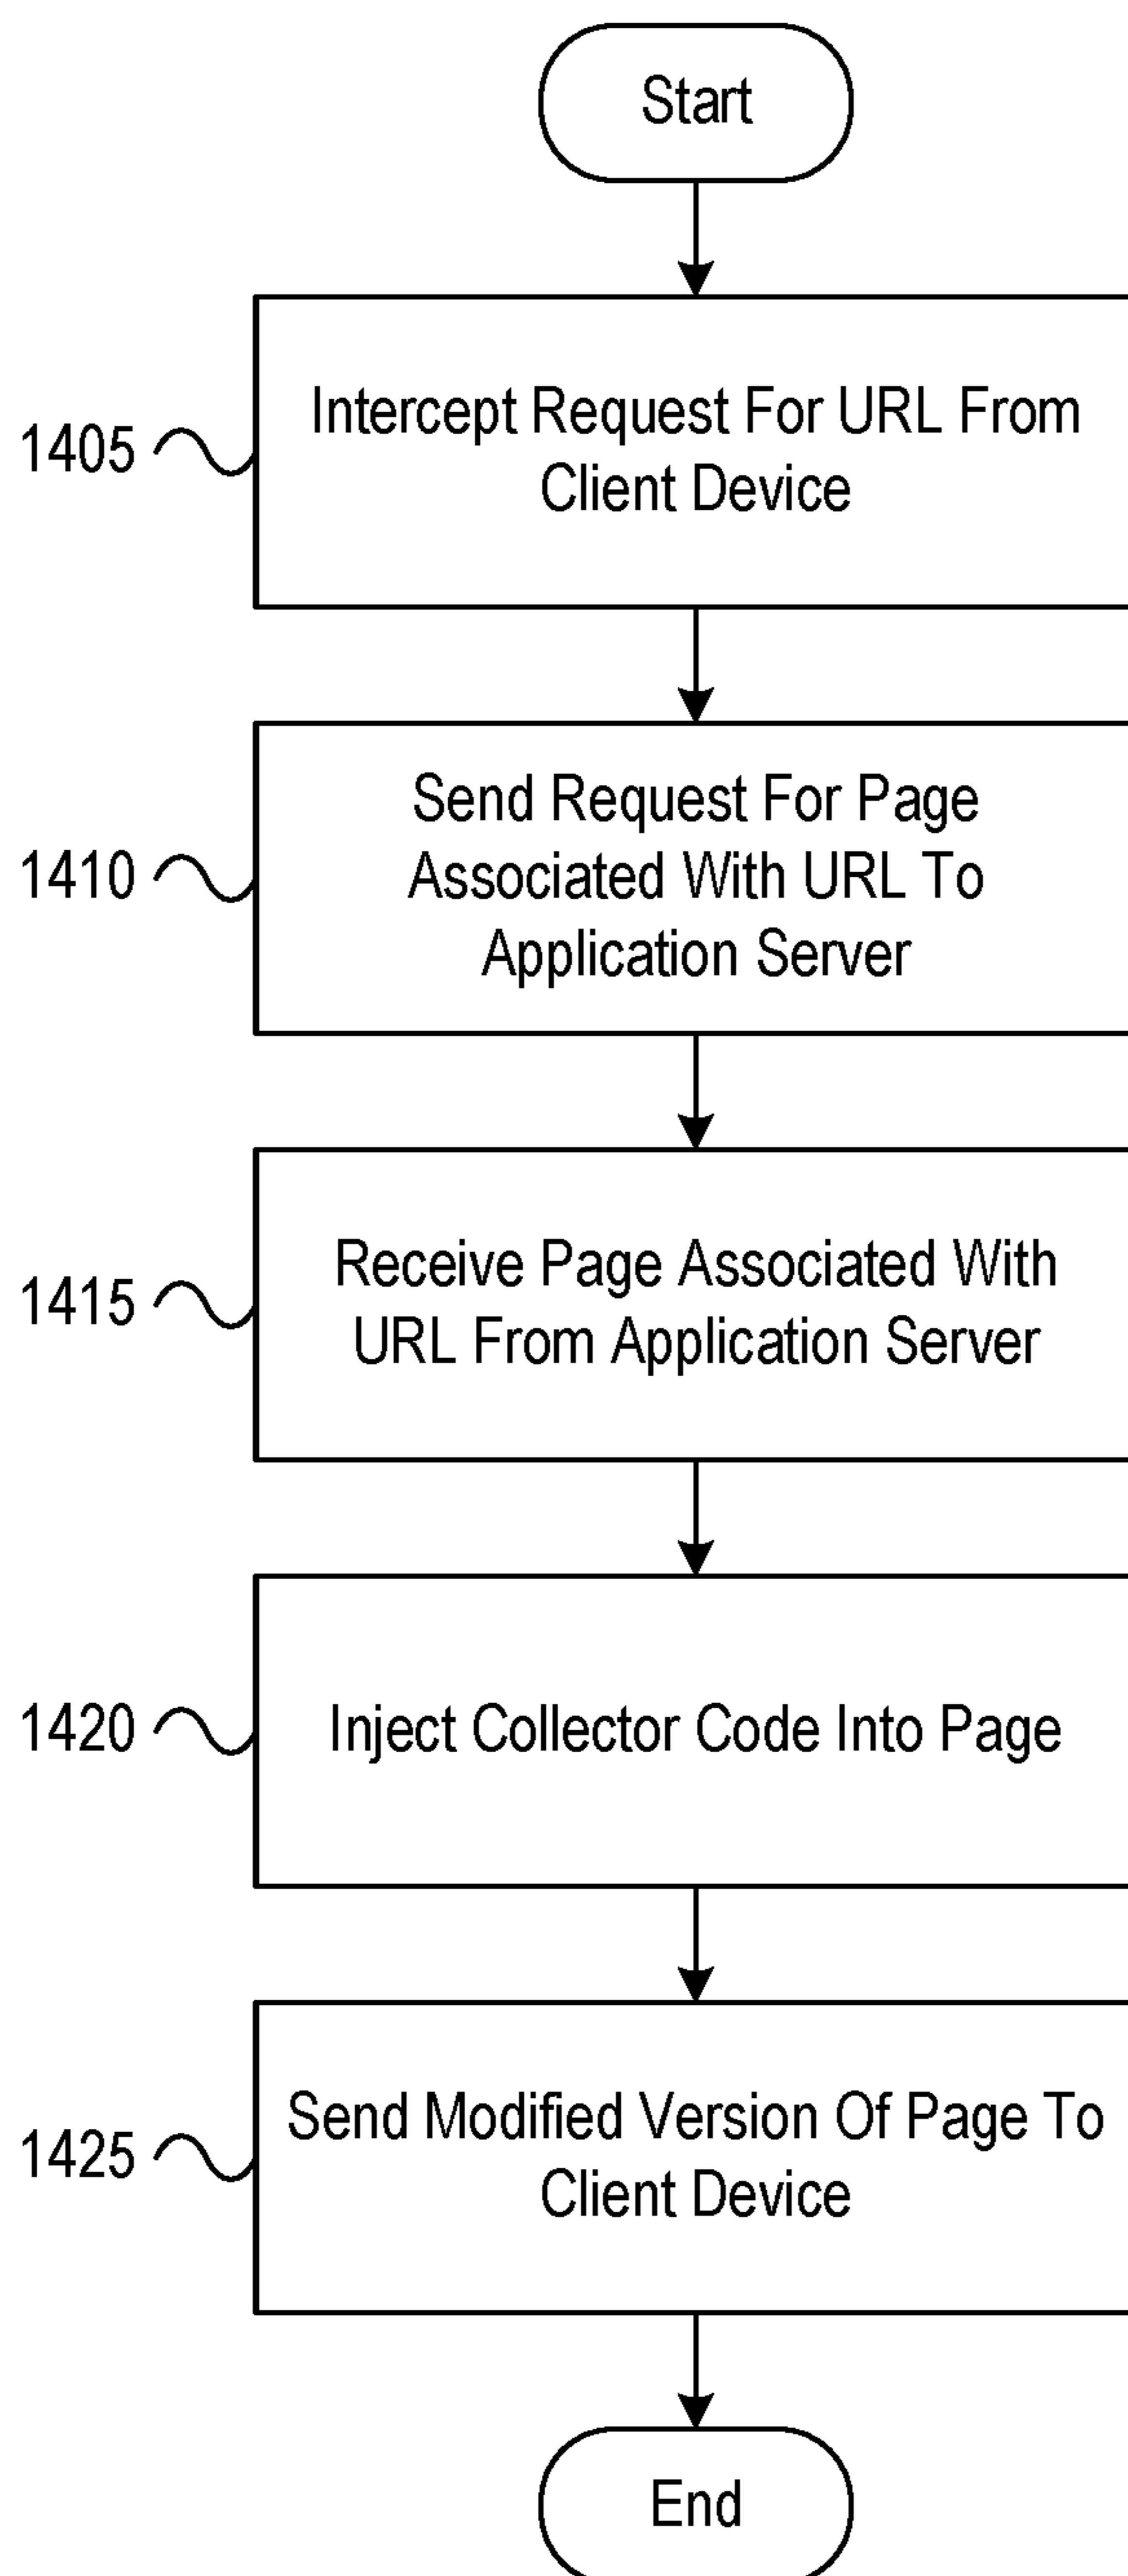 Start
1405
Intercept Request For URL From
Client Device
1410
Send Request For Page
Associated With URL To
Application Server
1415
Receive Page Associated With
URL From Application Server
1420
Inject Collector Code Into Page
1425
Send Modified Version Of Page To
Client Device
End